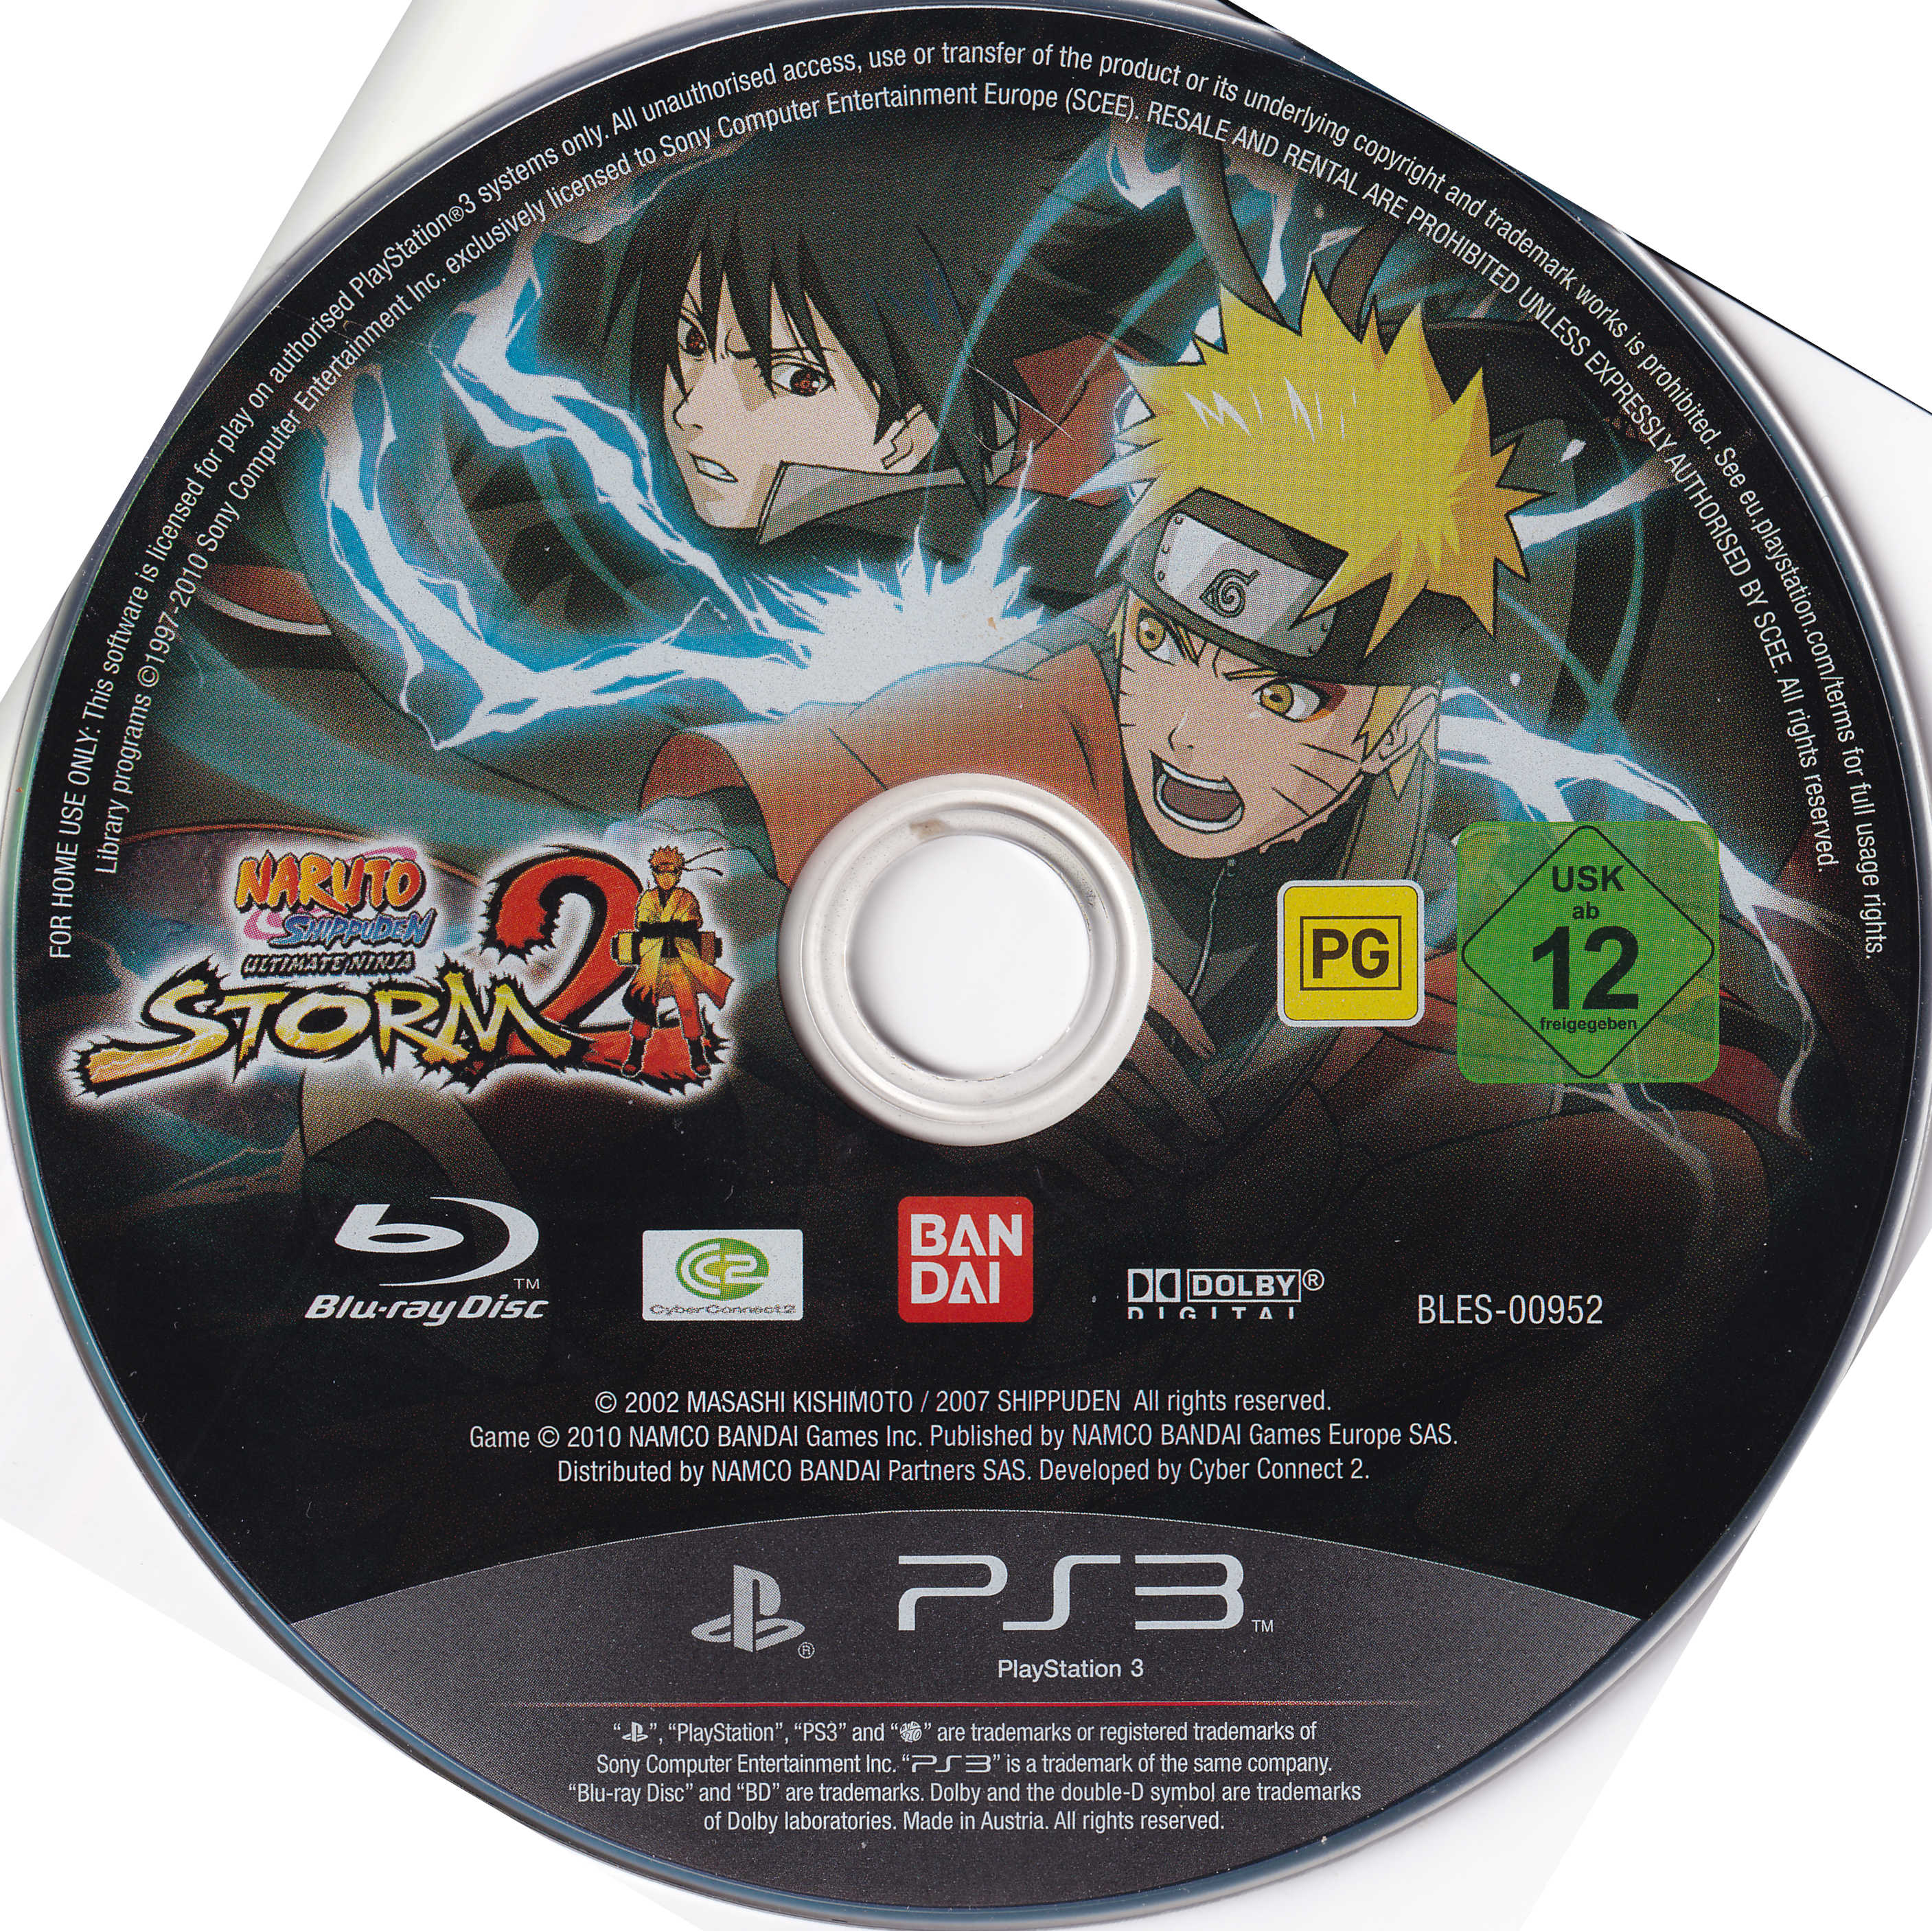 FOR HOME USE ONLY: This software is licensed for play on authorised PlayStation®3 systems only. All unauthorised access, use or transfer of the product or its underlying copyright and trademark works is prohibited. See eu.playstation.com/terms for full usage rights.
Library programs ©1997-2010 Sony Computer Entertainment Inc. exclusively licensed to Sony Computer Entertainment Europe (SCEE). RESALE AND RENTAL ARE PROHIBITED UNLESS EXPRESSLY AUTHORISED BY SCEE. All rights reserved.
NARUTO
SHIPPUDEN
ULTIMATE NINJA
STORM 2
PG
USK
ab
12
freigegeben
Blu-ray Disc™
CC2
CyberConnect2
BAN
DAI
DOLBY®
DIGITAL
BLES-00952
© 2002 MASASHI KISHIMOTO / 2007 SHIPPUDEN All rights reserved.
Game © 2010 NAMCO BANDAI Games Inc. Published by NAMCO BANDAI Games Europe SAS.
Distributed by NAMCO BANDAI Partners SAS. Developed by Cyber Connect 2.
® PS3™
PlayStation 3
“ ”, “PlayStation”, “PS3” and “ ” are trademarks or registered trademarks of
Sony Computer Entertainment Inc. “PS3” is a trademark of the same company.
“Blu-ray Disc” and “BD” are trademarks. Dolby and the double-D symbol are trademarks
of Dolby laboratories. Made in Austria. All rights reserved.